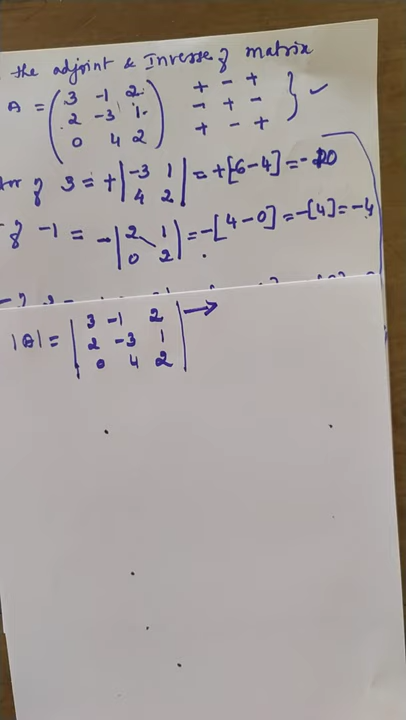 the adjoint & Inverse of matrix
A = ( 3 -1 2 + - +
2 -3 1 - + -
0 4 2 ) + - + } ✓
of 3 = + | -3 1 | = +[-6-4] = -10
4 2
of -1 = - | 2 1 | = -[4-0] = -[4] = -4
0 2
|A| = | 3 -1 2 | →
2 -3 1
0 4 2